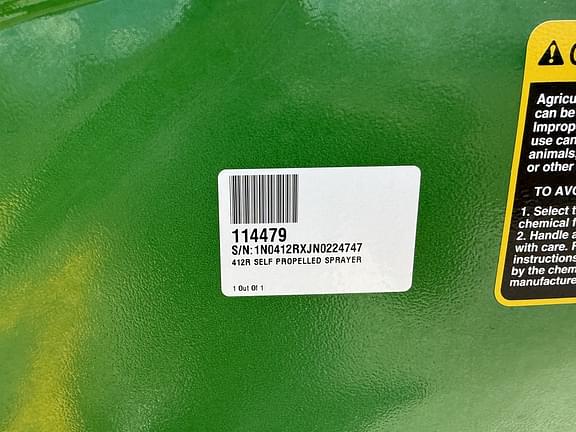 114479
S/N:1N0412RXJN0224747
412R SELF PROPELLED SPRAYER
1 Out Of 1
Agricu
can be
Improp
use can
animals,
or other
TO AVO
1. Select t
chemical f
2. Handle a
with care.
instructions
by the chem
manufacture